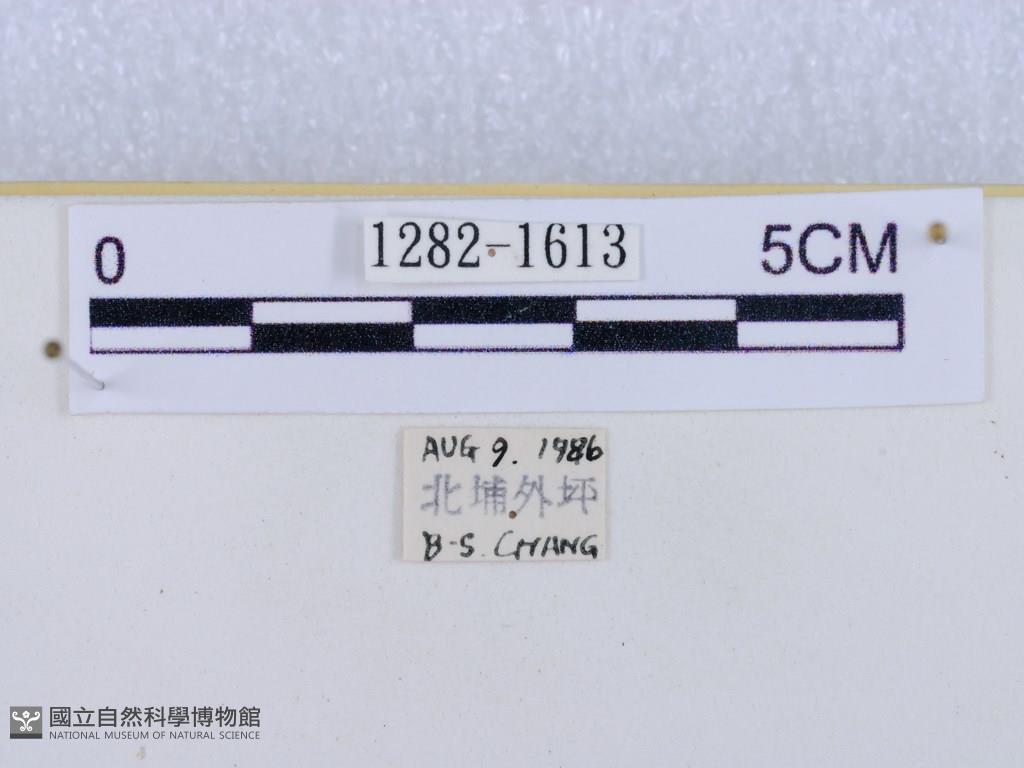 0 1282-1613 5CM
AUG 9. 1986
北埔外坪
B-S. CHANG
國立自然科學博物館
NATIONAL MUSEUM OF NATURAL SCIENCE